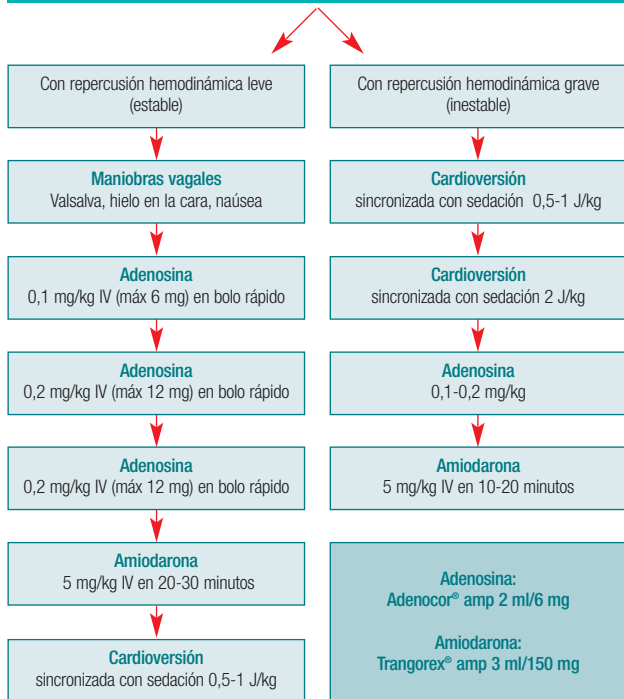 Con repercusión hemodinámica leve
(estable)
Maniobras vagales
Valsalva, hielo en la cara, naúsea
Adenosina
0,1 mg/kg IV (máx 6 mg) en bolo rápido
Adenosina
0,2 mg/kg IV (máx 12 mg) en bolo rápido
Adenosina
0,2 mg/kg IV (máx 12 mg) en bolo rápido
Amiodarona
5 mg/kg IV en 20-30 minutos
Cardioversión
sincronizada con sedación 0,5-1 J/kg
Con repercusión hemodinámica grave
(inestable)
Cardioversión
sincronizada con sedación 0,5-1 J/kg
Cardioversión
sincronizada con sedación 2 J/kg
Adenosina
0,1-0,2 mg/kg
Amiodarona
5 mg/kg IV en 10-20 minutos
Adenosina:
Adenocor® amp 2 ml/6 mg
Amiodarona:
Trangorex® amp 3 ml/150 mg